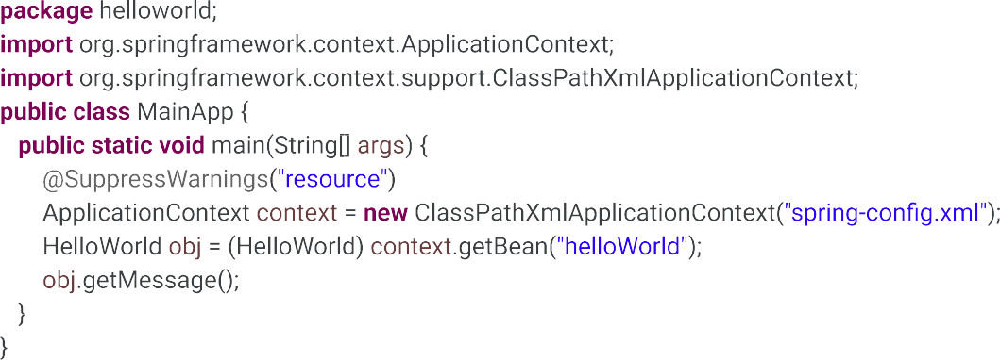 package helloworld;
import org.springframework.context.ApplicationContext;
import org.springframework.context.support.ClassPathXmlApplicationContext;
public class MainApp {
public static void main(String[] args) {
@SuppressWarnings("resource")
ApplicationContext context = new ClassPathXmlApplicationContext("spring-config.xml");
HelloWorld obj = (HelloWorld) context.getBean("helloWorld");
obj.getMessage();
}
}